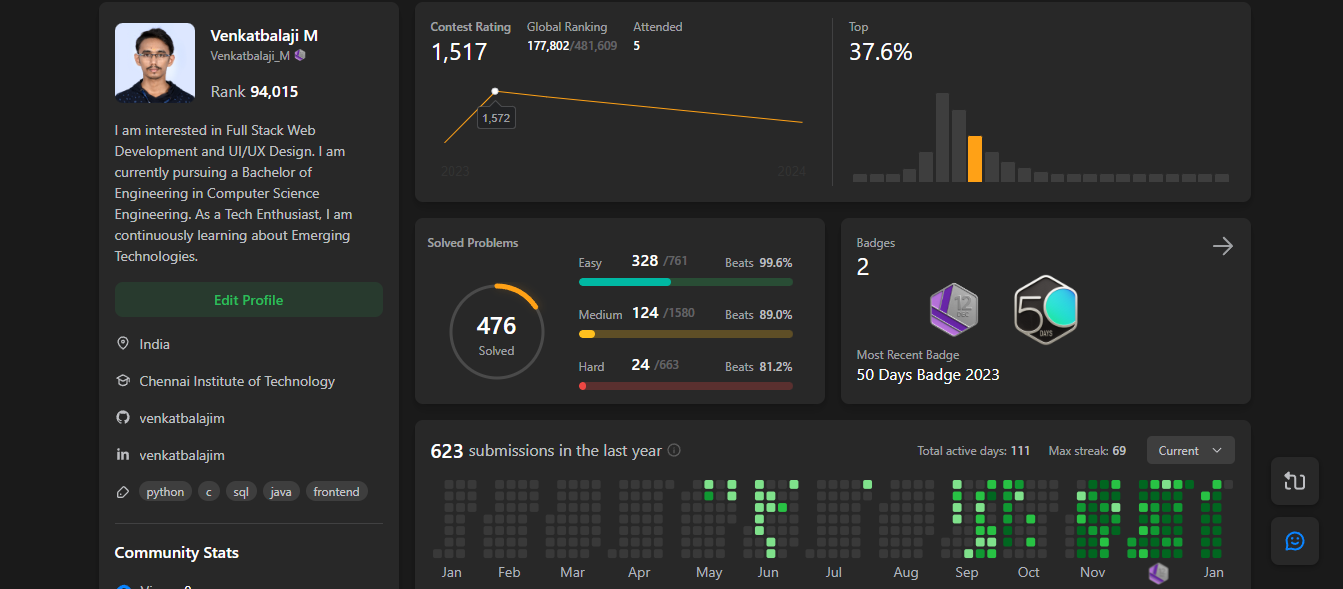 Venkatbalaji M
Venkatbalaji_M
Rank 94,015
I am interested in Full Stack Web
Development and UI/UX Design. I am
currently pursuing a Bachelor of
Engineering in Computer Science
Engineering. As a Tech Enthusiast, I am
continuously learning about Emerging
Technologies.
Edit Profile
India
Chennai Institute of Technology
venkatbalajim
in venkatbalajim
python c sql java frontend
Community Stats
Contest Rating
1,517
Global Ranking
177,802/481,609
Attended
5
1,572
2023 2024
Top
37.6%
Solved Problems
476
Solved
Easy 328 /761 Beats 99.6%
Medium 124 /1580 Beats 89.0%
Hard 24 /663 Beats 81.2%
Badges
2
12
DEC
50
DAYS
Most Recent Badge
50 Days Badge 2023
623 submissions in the last year
Total active days: 111 Max streak: 69 Current
Jan Feb Mar Apr May Jun Jul Aug Sep Oct Nov Jan